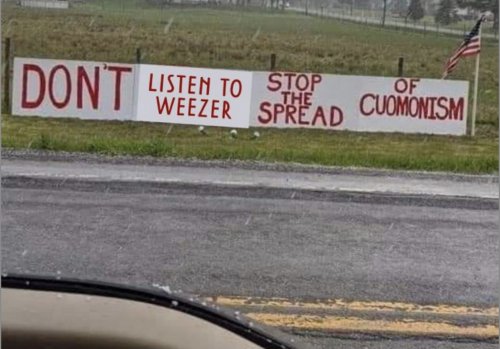 DON'T
LISTEN TO
WEEZER
STOP
THE
SPREAD
OF
CUOMONISM